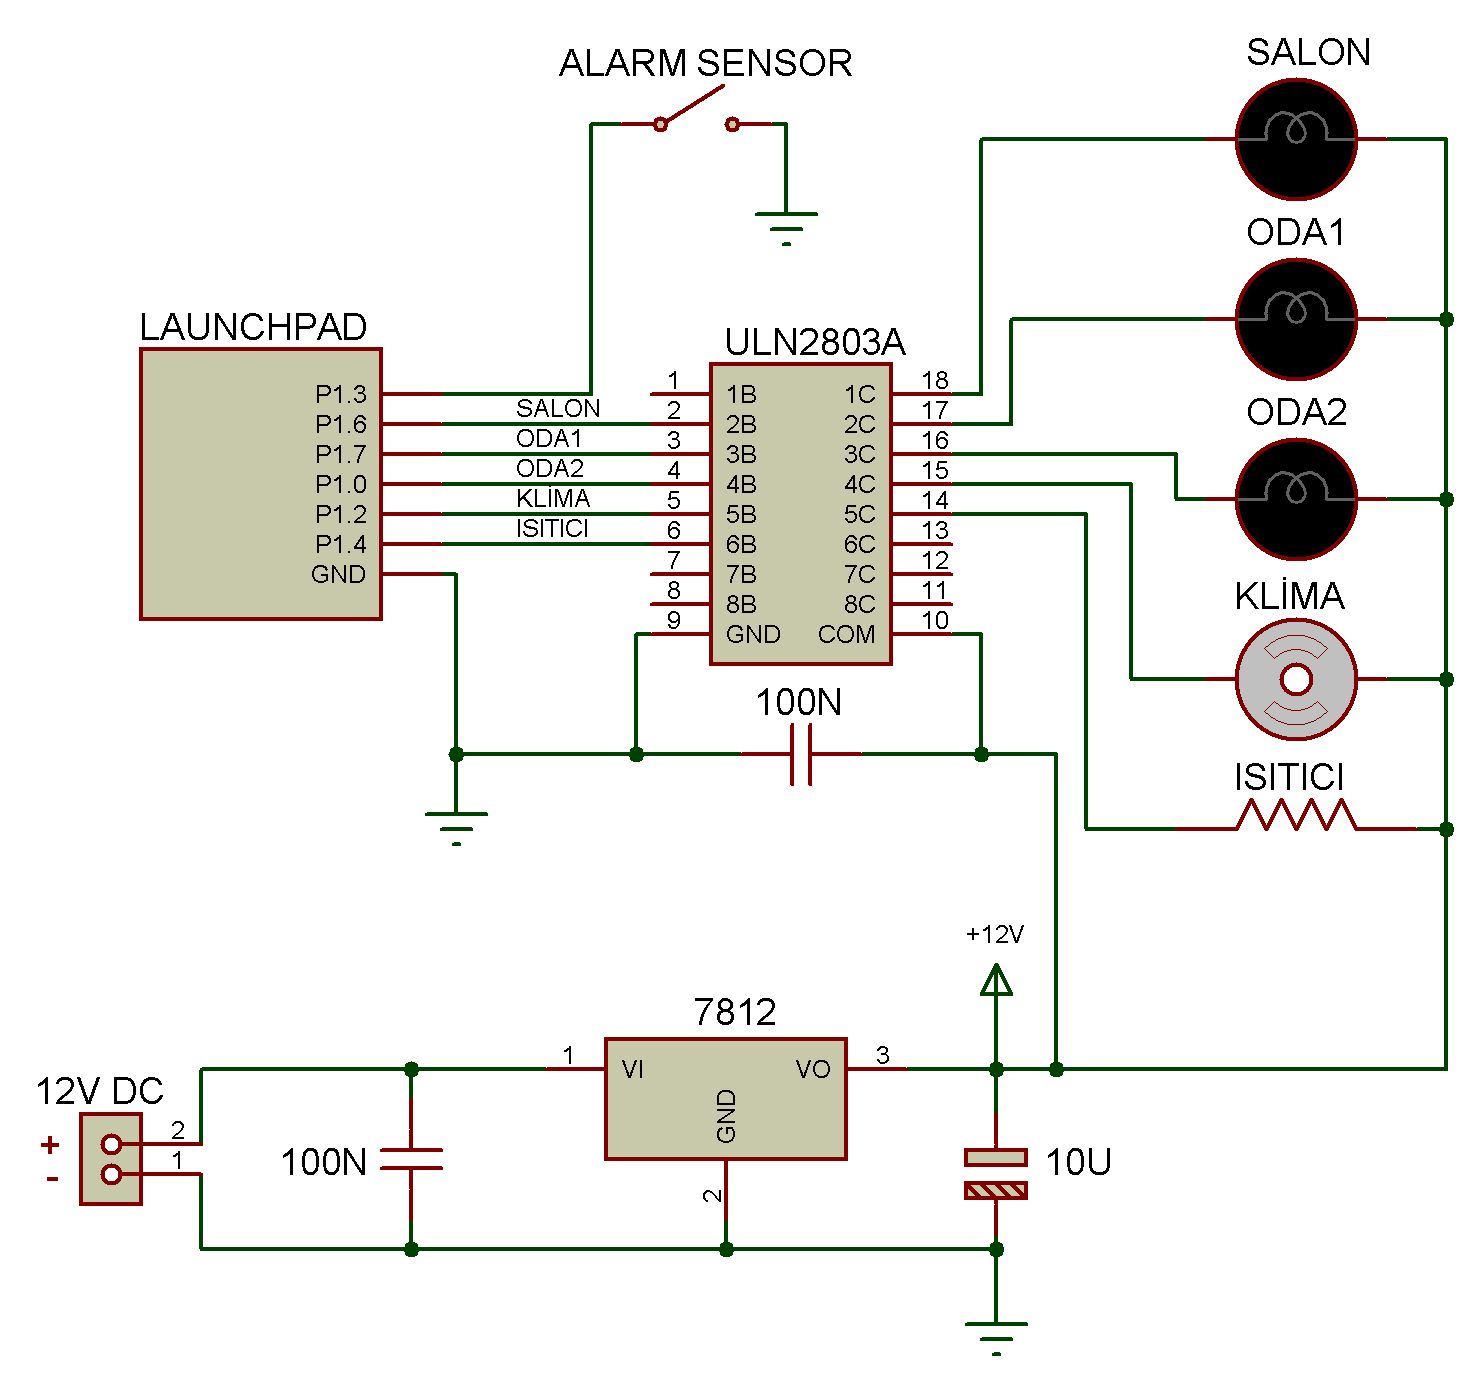 ALARM SENSOR
SALON
ODA1
ODA2
KLİMA
ISITICI
LAUNCHPAD
P1.3
P1.6
P1.7
P1.0
P1.2
P1.4
GND
SALON
ODA1
ODA2
KLİMA
ISITICI
ULN2803A
1 1B 1C 18
2 2B 2C 17
3 3B 3C 16
4 4B 4C 15
5 5B 5C 14
6 6B 6C 13
7 7B 7C 12
8 8B 8C 11
9 GND COM 10
100N
+12V
7812
1 VI VO 3
GND
2
12V DC
+ 2
- 1
100N
10U